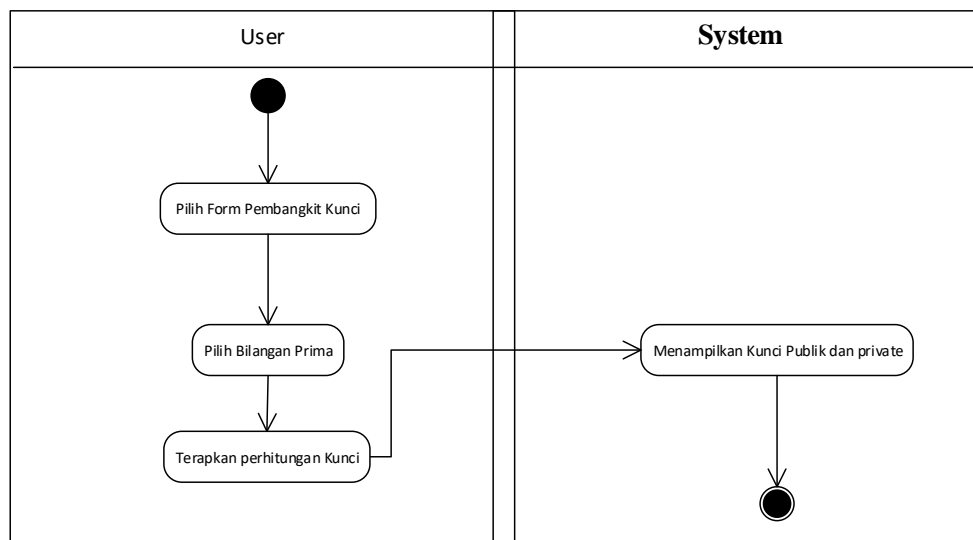 User
System
Pilih Form Pembangkit Kunci
Pilih Bilangan Prima
Menampilkan Kunci Publik dan private
Terapkan perhitungan Kunci